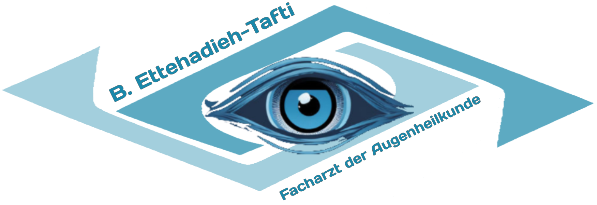 B. Ettehadieh-Tafti
Facharzt der Augenheilkunde